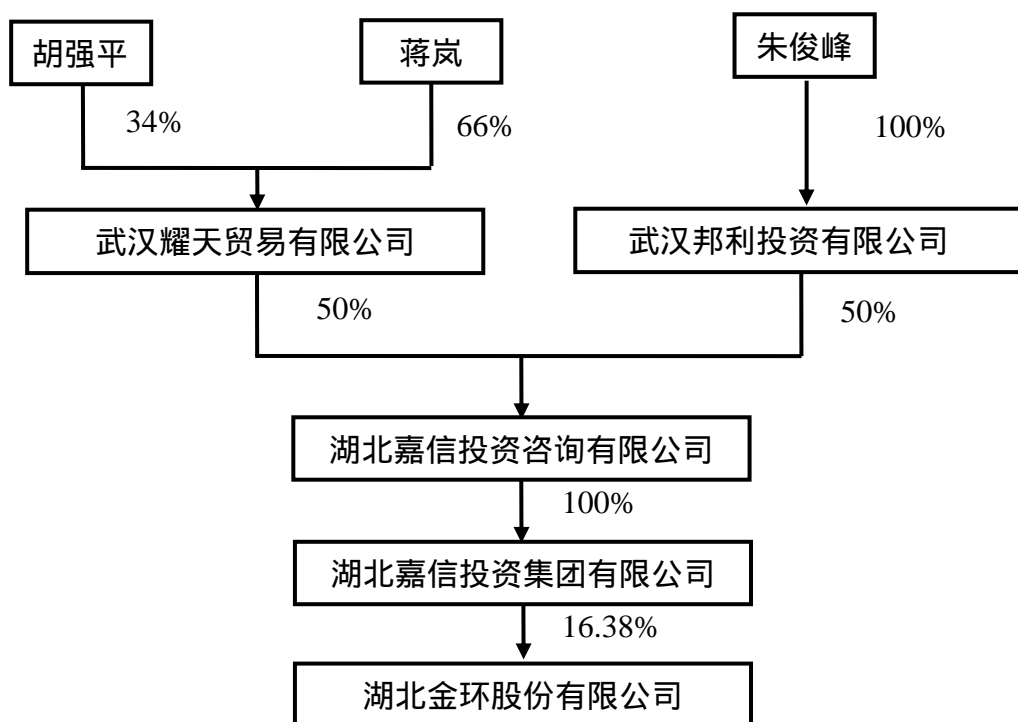 胡强平
蒋岚
朱俊峰
34%
66%
100%
武汉耀天贸易有限公司
武汉邦利投资有限公司
50%
50%
湖北嘉信投资咨询有限公司
100%
湖北嘉信投资集团有限公司
16.38%
湖北金环股份有限公司